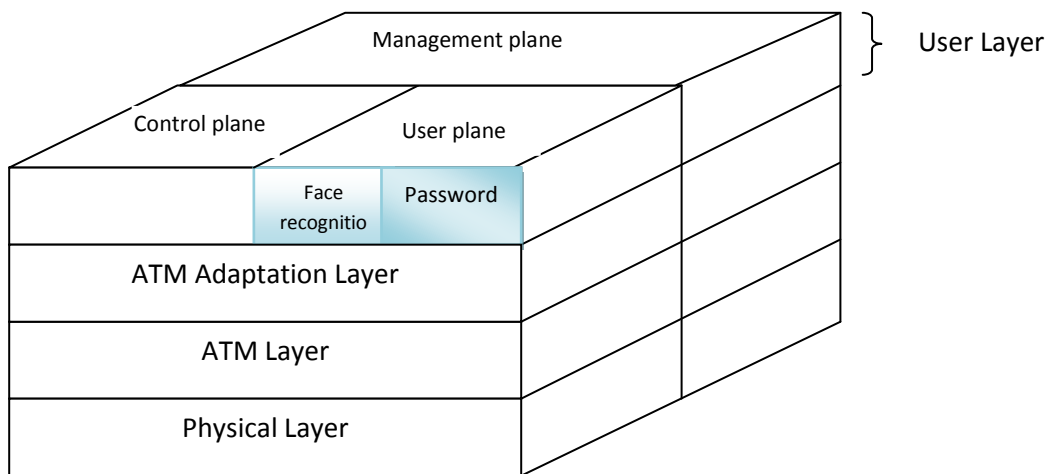 Management plane
User Layer
Control plane
User plane
Face
recognitio
Password
ATM Adaptation Layer
ATM Layer
Physical Layer